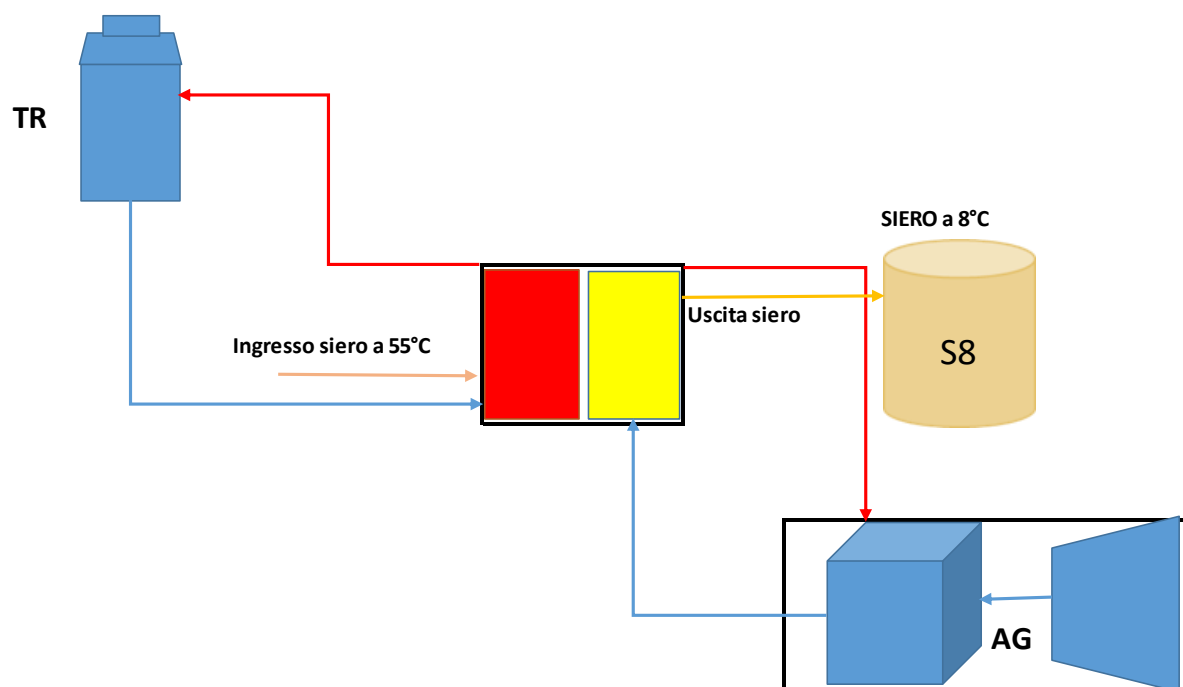 TR
SIERO a 8°C
Uscita siero
Ingresso siero a 55°C
S8
AG